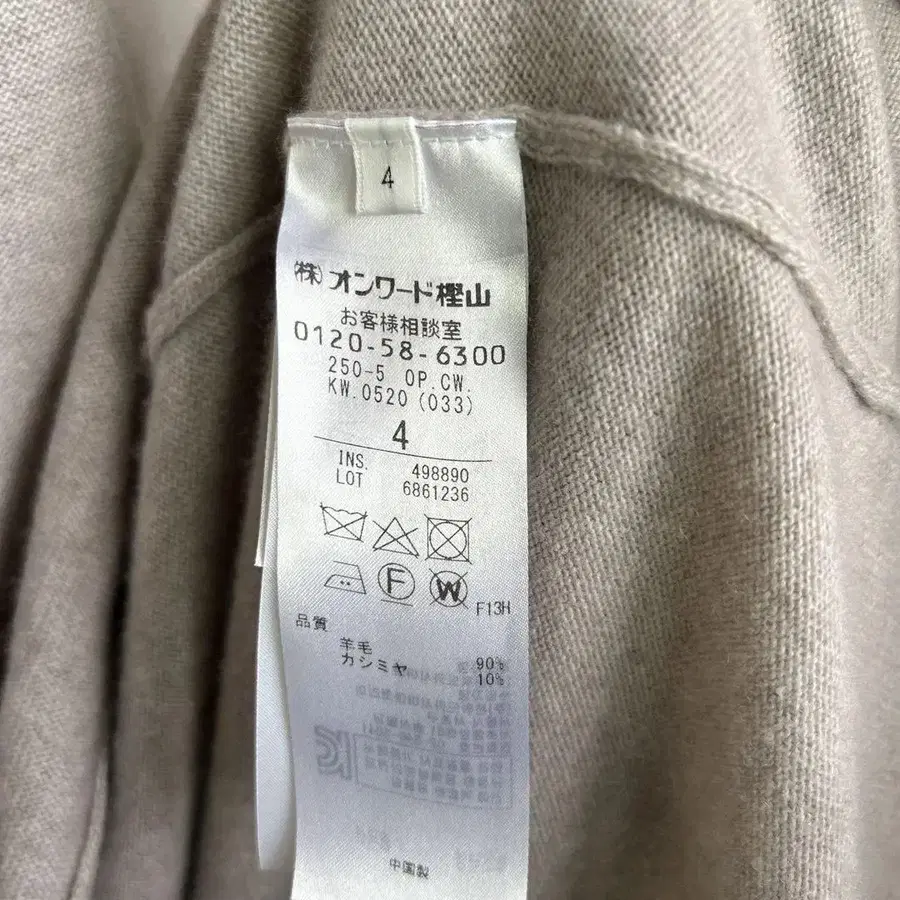 4
(株)オンワード樫山
お客様相談室
0120-58-6300
250-5 OP.CW.
KW.0520 (033)
4
INS. 498890
LOT 6861236
F W F13H
品質
羊毛 90%
カシミヤ 10%
中国製